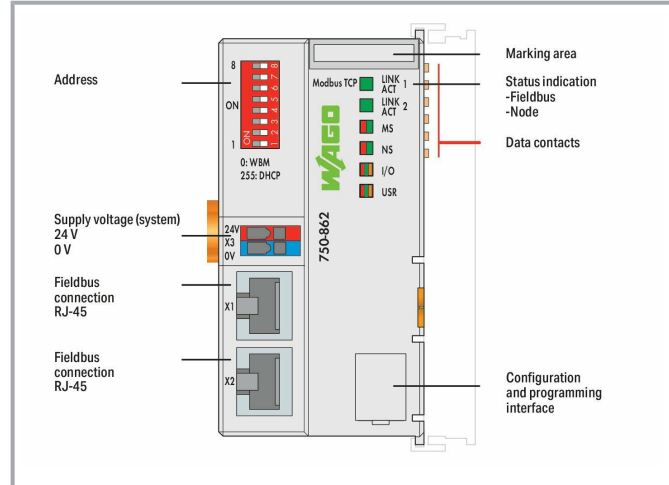 Address
8
ON
1
ON
1 2 3 4 5 6 7 8
0: WBM
255: DHCP
Supply voltage (system)
24 V
0 V
24V
X3
0V
Fieldbus
connection
RJ-45
X1
Fieldbus
connection
RJ-45
X2
Modbus TCP
LINK
ACT 1
LINK
ACT 2
MS
NS
I/O
USR
WAGO
750-862
Marking area
Status indication
-Fieldbus
-Node
Data contacts
Configuration
and programming
interface